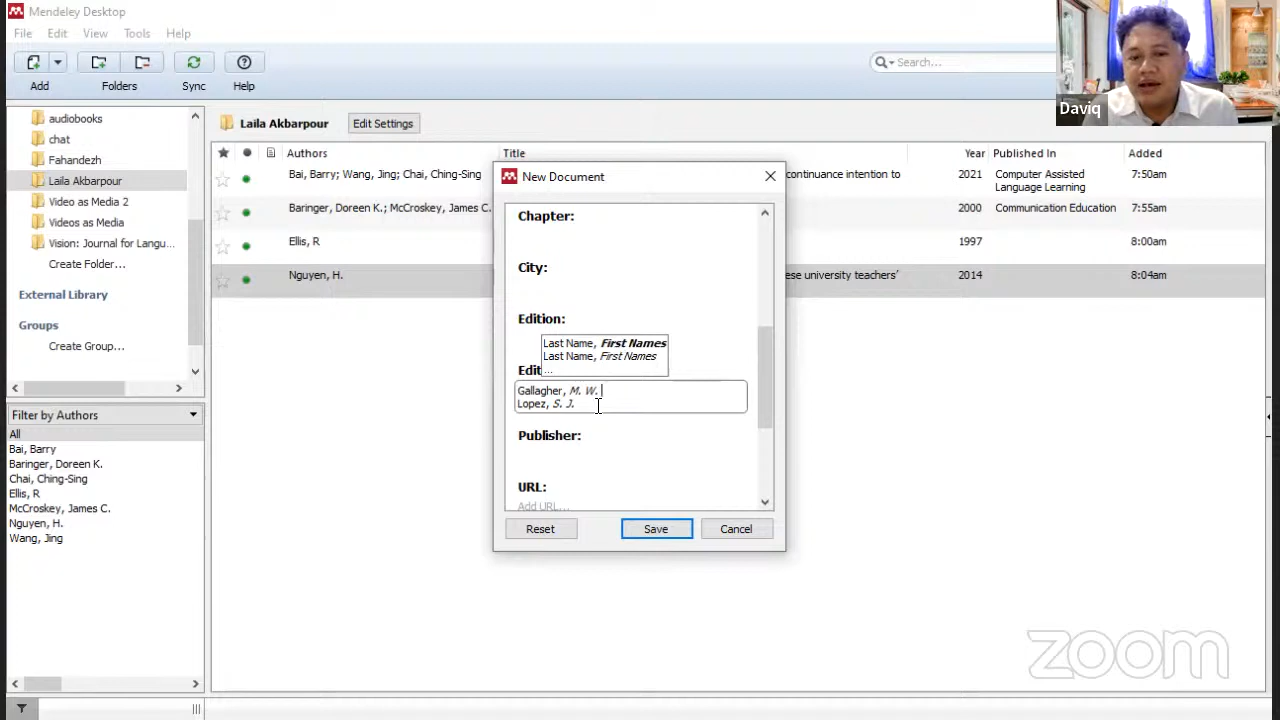 Mendeley Desktop
File Edit View Tools Help
Search...
Add Folders Sync Help
Daviq
audiobooks
chat
Fahandezh
Laila Akbarpour
Video as Media 2
Videos as Media
Vision: Journal for Langu...
Create Folder...
External Library
Groups
Create Group...
Filter by Authors
All
Bai, Barry
Baringer, Doreen K.
Chai, Ching-Sing
Ellis, R
McCroskey, James C.
Nguyen, H.
Wang, Jing
Laila Akbarpour Edit Settings
Authors Title Year Published In Added
Bai, Barry; Wang, Jing; Chai, Ching-Sing continuance intention to 2021 Computer Assisted 7:50am
Language Learning
Baringer, Doreen K.; McCroskey, James C. 2000 Communication Education 7:55am
Ellis, R 1997 8:00am
Nguyen, H. ese university teachers' 2014 8:04am
New Document
Chapter:
City:
Edition:
Last Name, First Names
Last Name, First Names
...
Edit
Gallagher, M. W.
Lopez, S. J.
Publisher:
URL:
Add URL...
Reset Save Cancel
zoom